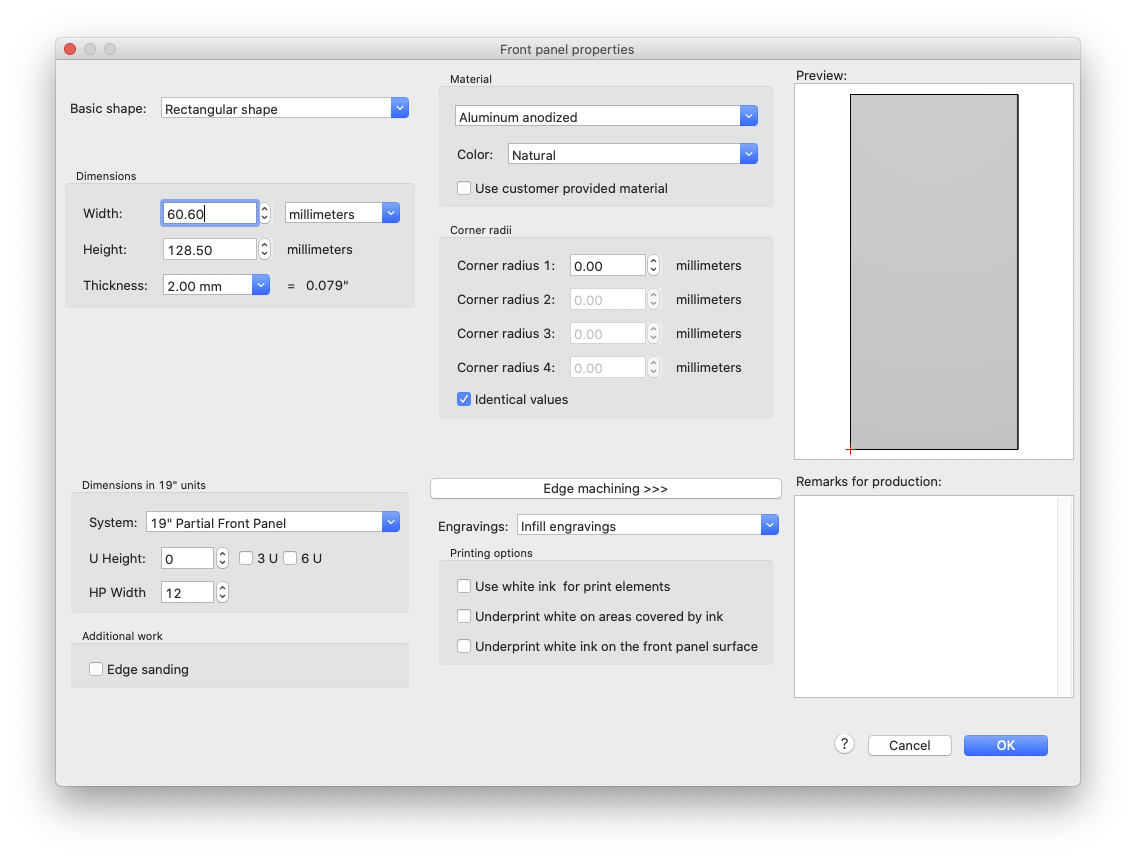 Front panel properties
Basic shape: Rectangular shape
Dimensions
Width: 60.60 millimeters
Height: 128.50 millimeters
Thickness: 2.00 mm = 0.079"
Dimensions in 19" units
System: 19" Partial Front Panel
U Height: 0 3 U 6 U
HP Width 12
Additional work
Edge sanding
Material
Aluminum anodized
Color: Natural
Use customer provided material
Corner radii
Corner radius 1: 0.00 millimeters
Corner radius 2: 0.00 millimeters
Corner radius 3: 0.00 millimeters
Corner radius 4: 0.00 millimeters
Identical values
Edge machining >>>
Engravings: Infill engravings
Printing options
Use white ink for print elements
Underprint white on areas covered by ink
Underprint white ink on the front panel surface
Preview:
Remarks for production:
? Cancel OK